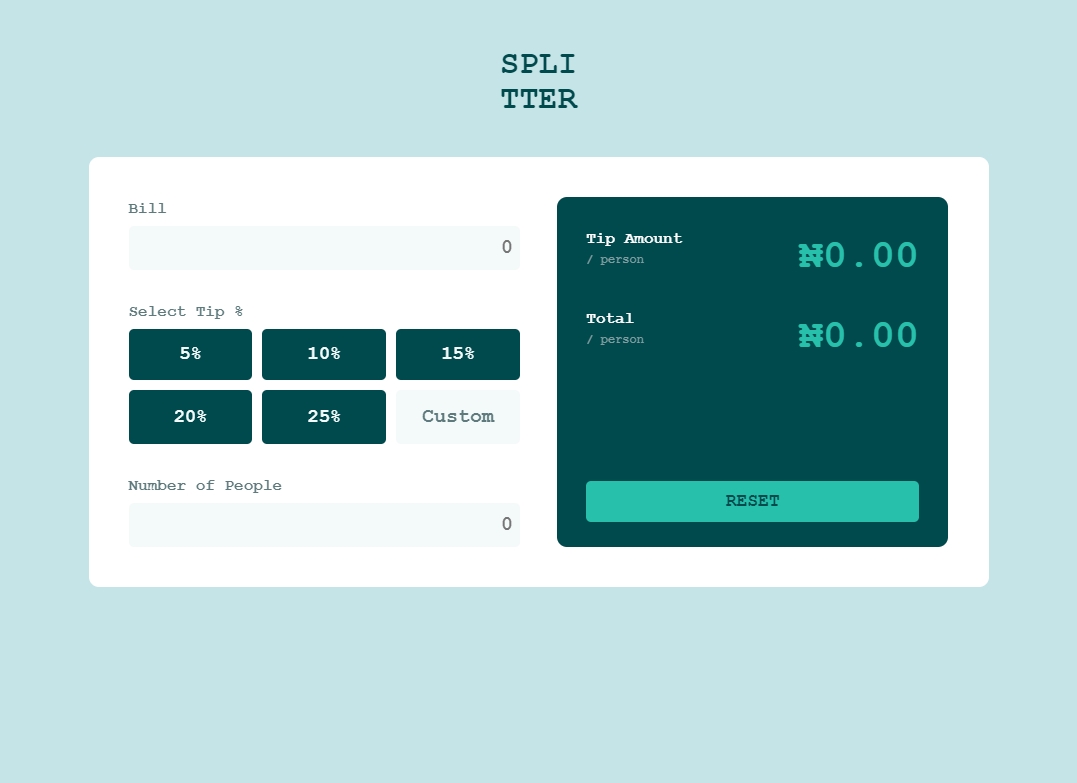 SPLI
TTER
Bill
0
Select Tip %
5%
10%
15%
20%
25%
Custom
Number of People
0
Tip Amount
/ person
₦0.00
Total
/ person
₦0.00
RESET